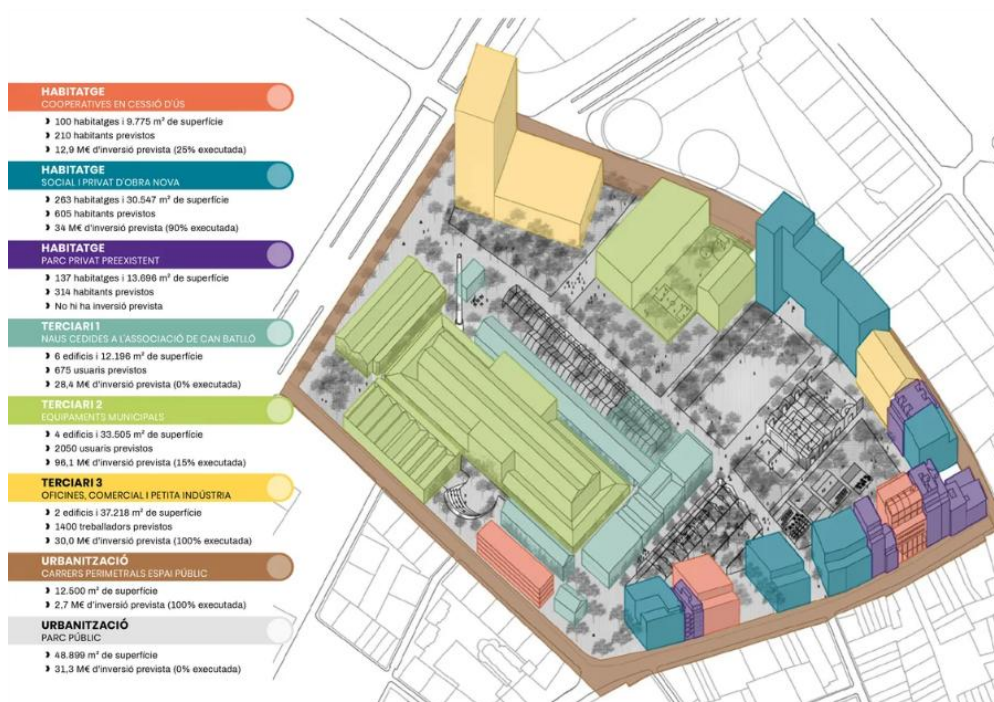 HABITATGE
COOPERATIVES EN CESSIÓ D'ÚS
❥ 100 habitatges i 9.775 m² de superfície
❥ 210 habitants previstos
❥ 12,9 M€ d'inversió prevista (25% executada)
HABITATGE
SOCIAL I PRIVAT D'OBRA NOVA
❥ 263 habitatges i 30.547 m² de superfície
❥ 605 habitants previstos
❥ 34 M€ d'inversió prevista (90% executada)
HABITATGE
PARC PRIVAT PREEXISTENT
❥ 137 habitatges i 13.696 m² de superfície
❥ 314 habitants previstos
❥ No hi ha inversió prevista
TERCIARI 1
NAUS CEDIDES A L'ASSOCIACIÓ DE CAN BATLLÓ
❥ 6 edificis i 12.196 m² de superfície
❥ 675 usuaris previstos
❥ 28,4 M€ d'inversió prevista (0% executada)
TERCIARI 2
EQUIPAMENTS MUNICIPALS
❥ 4 edificis i 33.505 m² de superfície
❥ 2050 usuaris previstos
❥ 96,1 M€ d'inversió prevista (15% executada)
TERCIARI 3
OFICINES, COMERCIAL I PETITA INDÚSTRIA
❥ 2 edificis i 37.218 m² de superfície
❥ 1400 treballadors previstos
❥ 30,0 M€ d'inversió prevista (100% executada)
URBANITZACIÓ
CARRERS PERIMETRALS ESPAI PÚBLIC
❥ 12.500 m² de superfície
❥ 2,7 M€ d'inversió prevista (100% executada)
URBANITZACIÓ
PARC PÚBLIC
❥ 48.899 m² de superfície
❥ 31,3 M€ d'inversió prevista (0% executada)